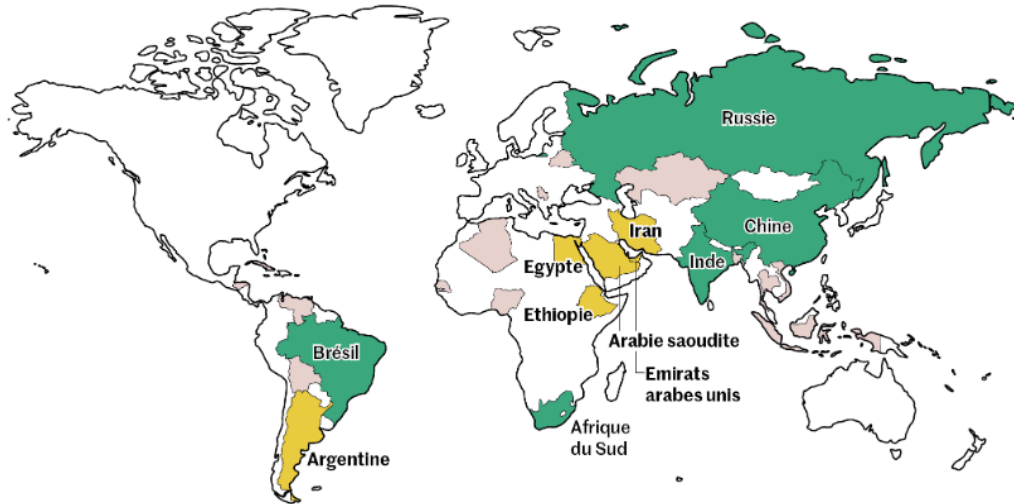 Russie
Chine
Iran
Inde
Egypte
Ethiopie
Arabie saoudite
Emirats
arabes unis
Brésil
Afrique
du Sud
Argentine